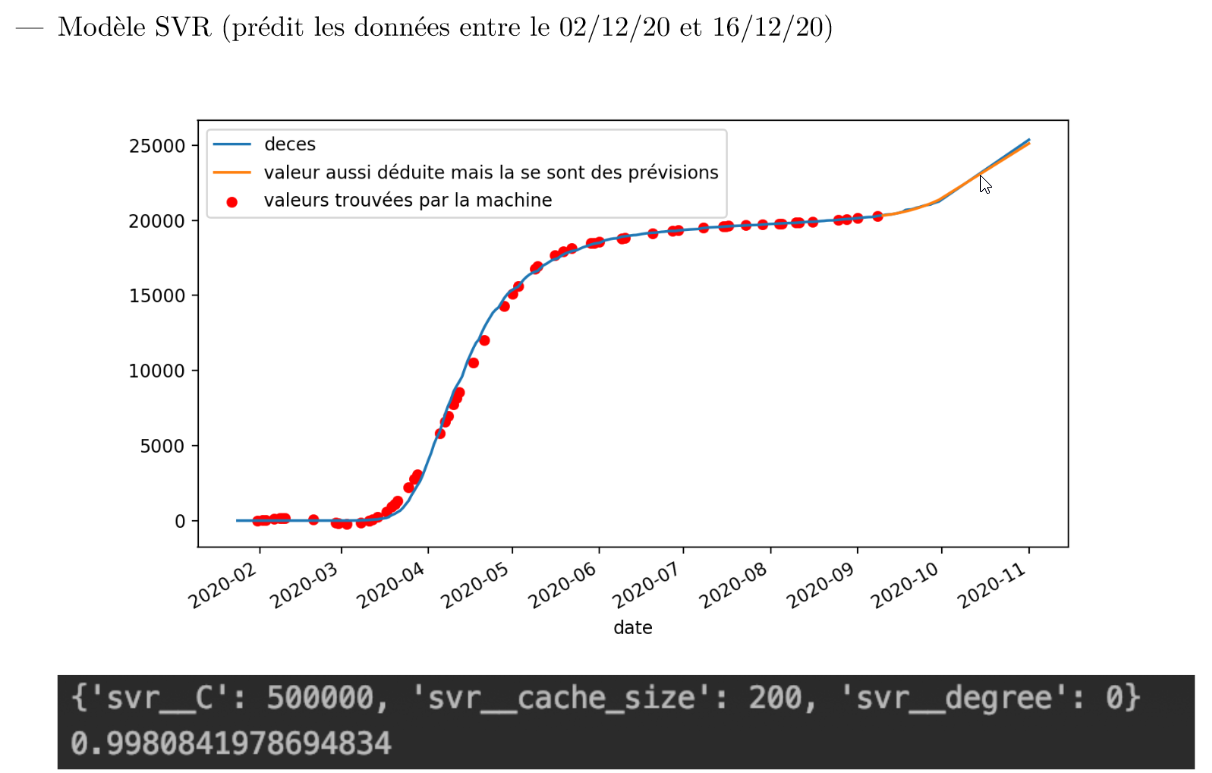 — Modèle SVR (prédit les données entre le 02/12/20 et 16/12/20)
deces
valeur aussi déduite mais la se sont des prévisions
valeurs trouvées par la machine
25000
20000
15000
10000
5000
0
2020-02
2020-03
2020-04
2020-05
2020-06
2020-07
2020-08
2020-09
2020-10
2020-11
date
{'svr__C': 500000, 'svr__cache_size': 200, 'svr__degree': 0}
0.9980841978694834